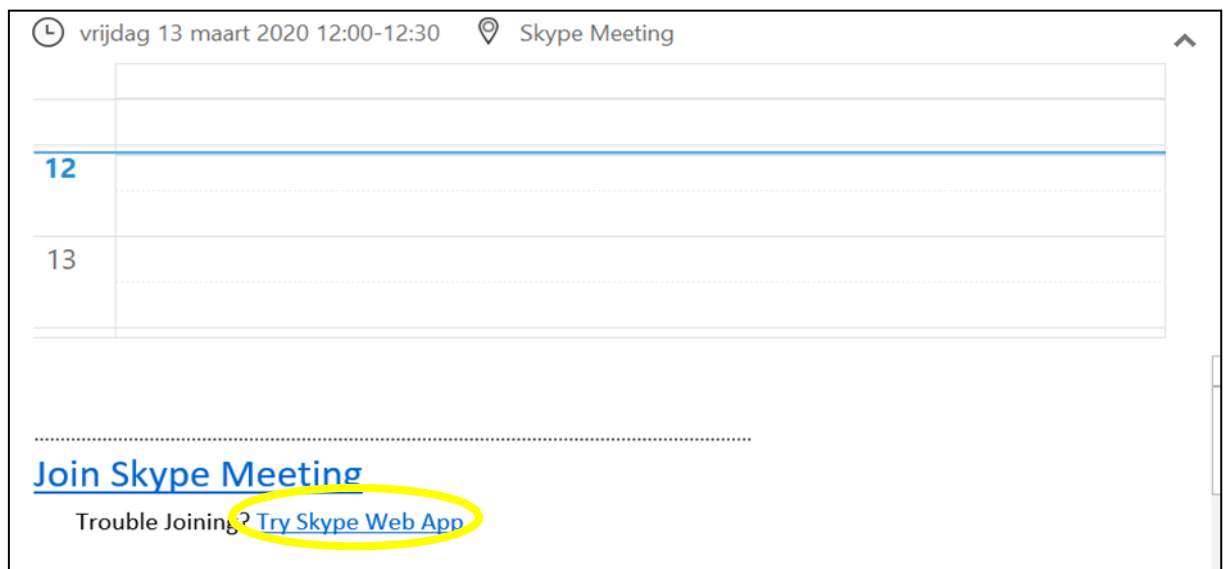 vrijdag 13 maart 2020 12:00-12:30 Skype Meeting
12
13
Join Skype Meeting
Trouble Joining? Try Skype Web App